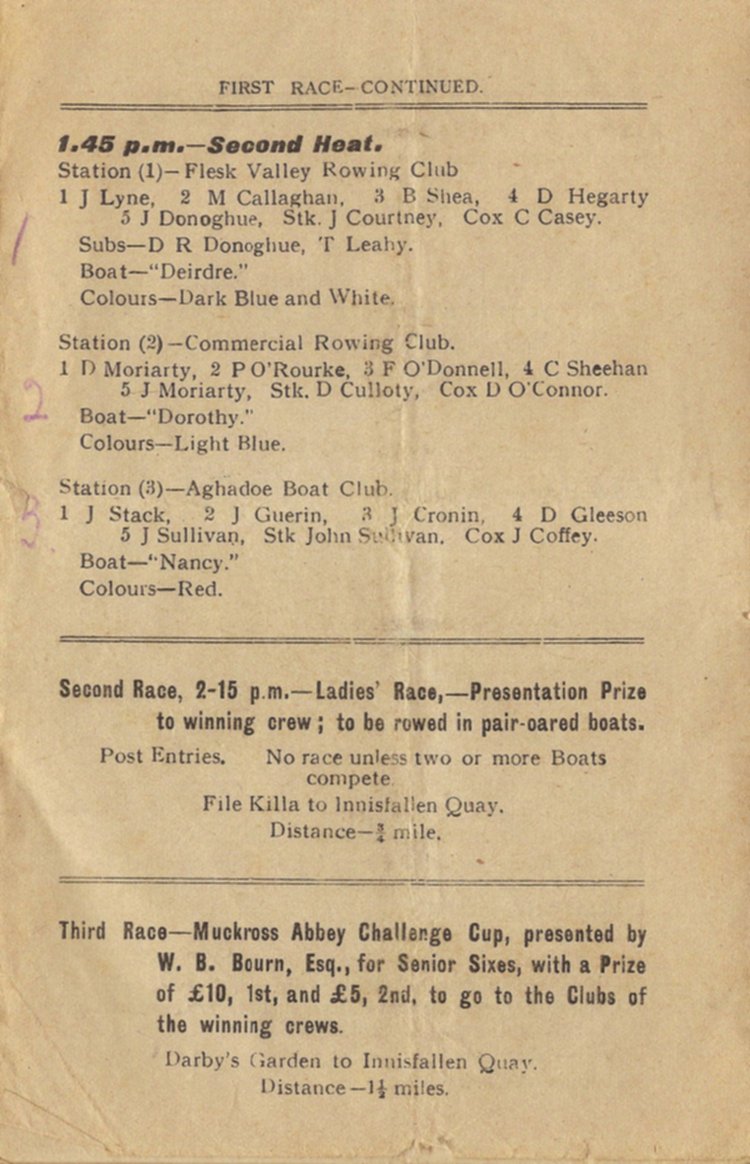 FIRST RACE—CONTINUED.
1.45 p.m.—Second Heat.
Station (1)—Flesk Valley Rowing Club
1 J Lyne, 2 M Callaghan, 3 B Shea, 4 D Hegarty
5 J Donoghue, Stk. J Courtney, Cox C Casey.
1
Subs—D R Donoghue, T Leahy.
Boat—"Deirdre."
Colours—Dark Blue and White.
Station (2)—Commercial Rowing Club.
1 D Moriarty, 2 P O'Rourke, 3 F O'Donnell, 4 C Sheehan
5 J Moriarty, Stk. D Culloty, Cox D O'Connor.
2
Boat—"Dorothy."
Colours—Light Blue.
Station (3)—Aghadoe Boat Club.
1 J Stack, 2 J Guerin, 3 J Cronin, 4 D Gleeson
3
5 J Sullivan, Stk John Sullivan, Cox J Coffey.
Boat—"Nancy."
Colours—Red.
Second Race, 2-15 p.m.—Ladies' Race,—Presentation Prize
to winning crew ; to be rowed in pair-oared boats.
Post Entries. No race unless two or more Boats
compete.
File Killa to Innisfallen Quay.
Distance—¾ mile.
Third Race—Muckross Abbey Challenge Cup, presented by
W. B. Bourn, Esq., for Senior Sixes, with a Prize
of £10, 1st, and £5, 2nd, to go to the Clubs of
the winning crews.
Darby's Garden to Innisfallen Quay.
Distance—1½ miles.